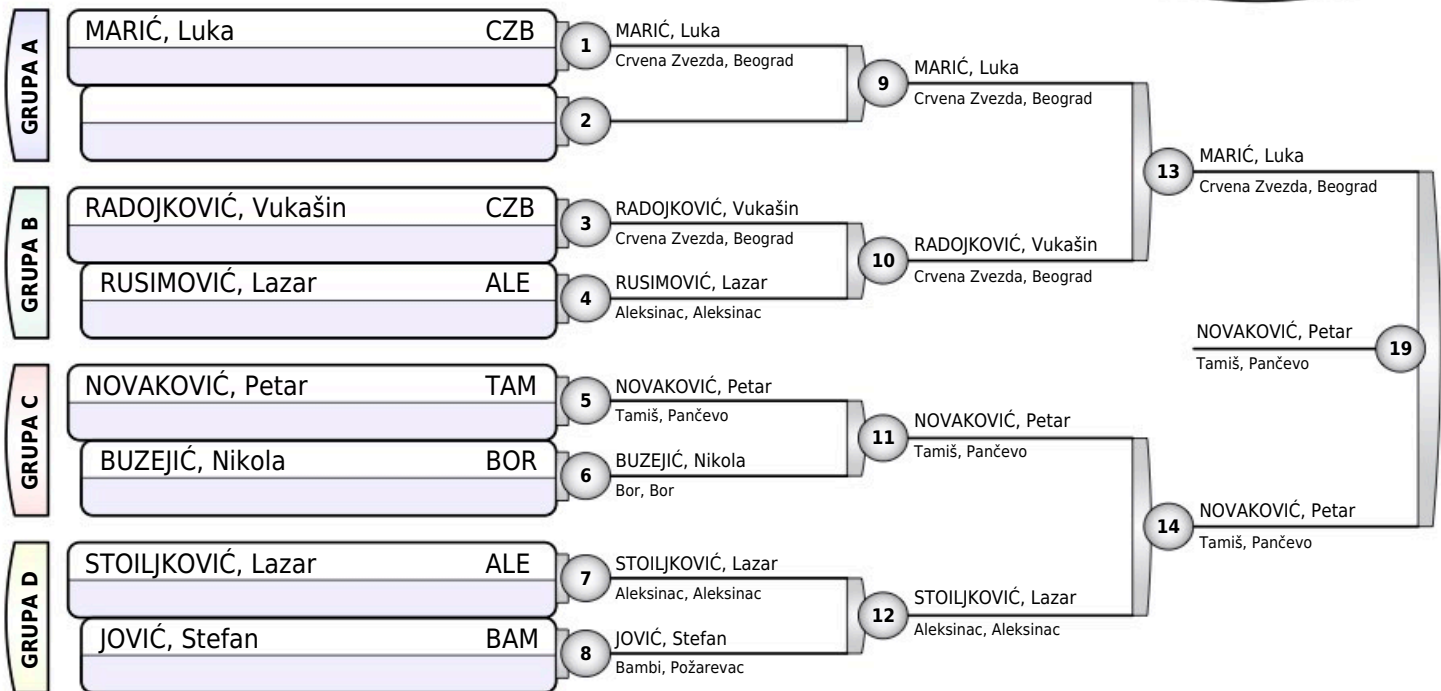 GRUPA A
MARIĆ, Luka CZB
1
MARIĆ, Luka
Crvena Zvezda, Beograd
2
9
MARIĆ, Luka
Crvena Zvezda, Beograd
GRUPA B
RADOJKOVIĆ, Vukašin CZB
3
RADOJKOVIĆ, Vukašin
Crvena Zvezda, Beograd
RUSIMOVIĆ, Lazar ALE
4
RUSIMOVIĆ, Lazar
Aleksinac, Aleksinac
10
RADOJKOVIĆ, Vukašin
Crvena Zvezda, Beograd
13
MARIĆ, Luka
Crvena Zvezda, Beograd
GRUPA C
NOVAKOVIĆ, Petar TAM
5
NOVAKOVIĆ, Petar
Tamiš, Pančevo
BUZEJIĆ, Nikola BOR
6
BUZEJIĆ, Nikola
Bor, Bor
11
NOVAKOVIĆ, Petar
Tamiš, Pančevo
GRUPA D
STOILJKOVIĆ, Lazar ALE
7
STOILJKOVIĆ, Lazar
Aleksinac, Aleksinac
JOVIĆ, Stefan BAM
8
JOVIĆ, Stefan
Bambi, Požarevac
12
STOILJKOVIĆ, Lazar
Aleksinac, Aleksinac
14
NOVAKOVIĆ, Petar
Tamiš, Pančevo
NOVAKOVIĆ, Petar
Tamiš, Pančevo
19